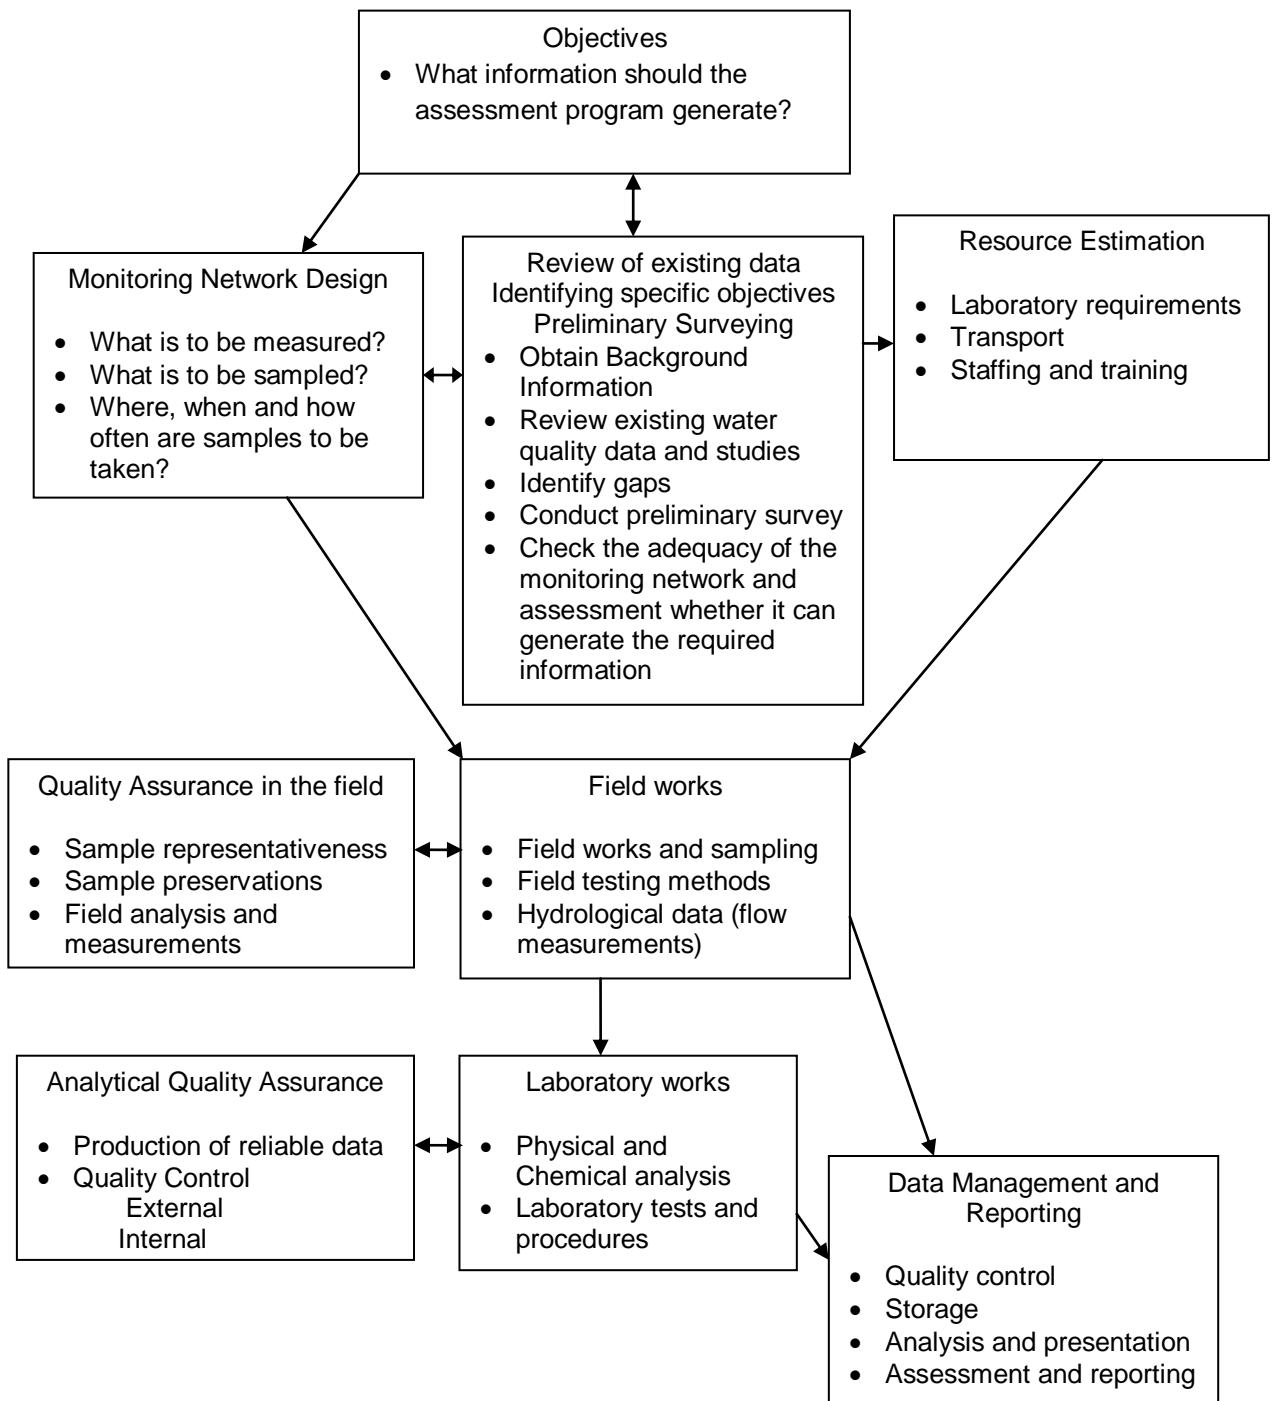 Objectives
• What information should the
assessment program generate?
Monitoring Network Design
• What is to be measured?
• What is to be sampled?
• Where, when and how
often are samples to be
taken?
Review of existing data
Identifying specific objectives
Preliminary Surveying
• Obtain Background
Information
• Review existing water
quality data and studies
• Identify gaps
• Conduct preliminary survey
• Check the adequacy of the
monitoring network and
assessment whether it can
generate the required
information
Resource Estimation
• Laboratory requirements
• Transport
• Staffing and training
Quality Assurance in the field
• Sample representativeness
• Sample preservations
• Field analysis and
measurements
Field works
• Field works and sampling
• Field testing methods
• Hydrological data (flow
measurements)
Analytical Quality Assurance
• Production of reliable data
• Quality Control
External
Internal
Laboratory works
• Physical and
Chemical analysis
• Laboratory tests and
procedures
Data Management and
Reporting
• Quality control
• Storage
• Analysis and presentation
• Assessment and reporting